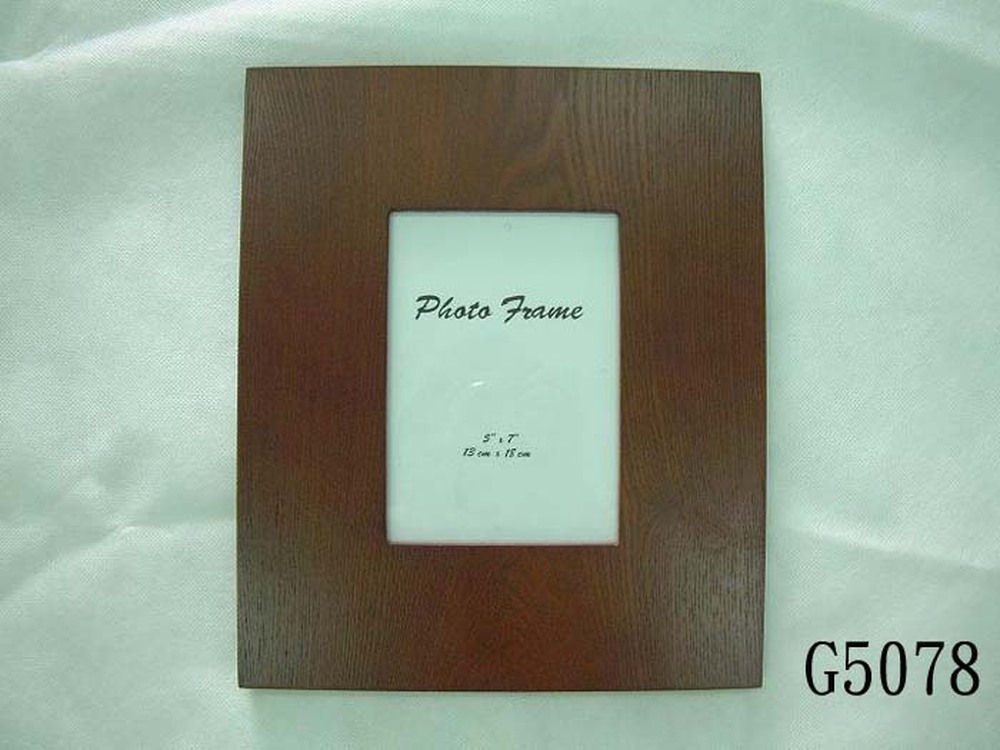 Photo Frame
5" x 7"
13 cm x 18 cm
G5078